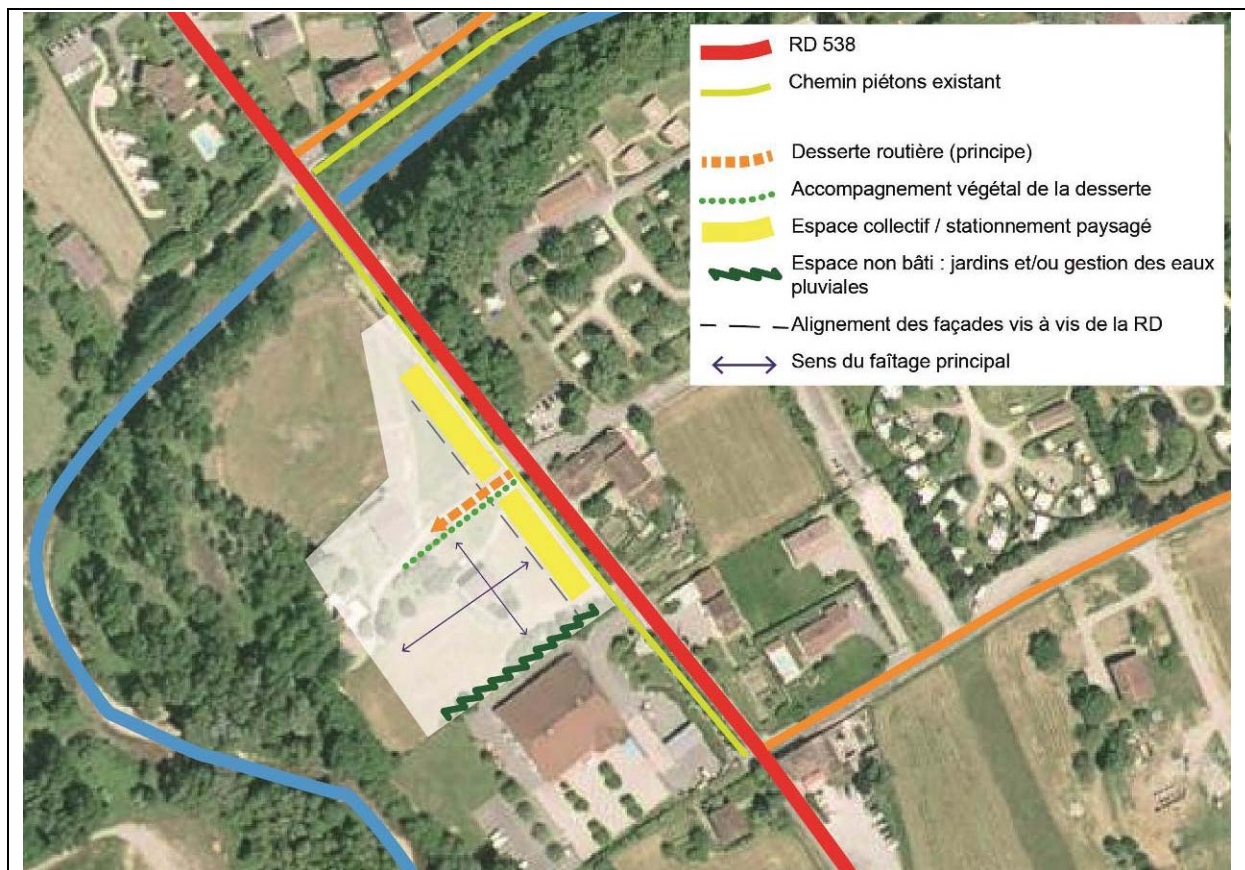 RD 538
Chemin piétons existant
Desserte routière (principe)
Accompagnement végétal de la desserte
Espace collectif / stationnement paysagé
Espace non bâti : jardins et/ou gestion des eaux
pluviales
Alignement des façades vis à vis de la RD
Sens du faîtage principal